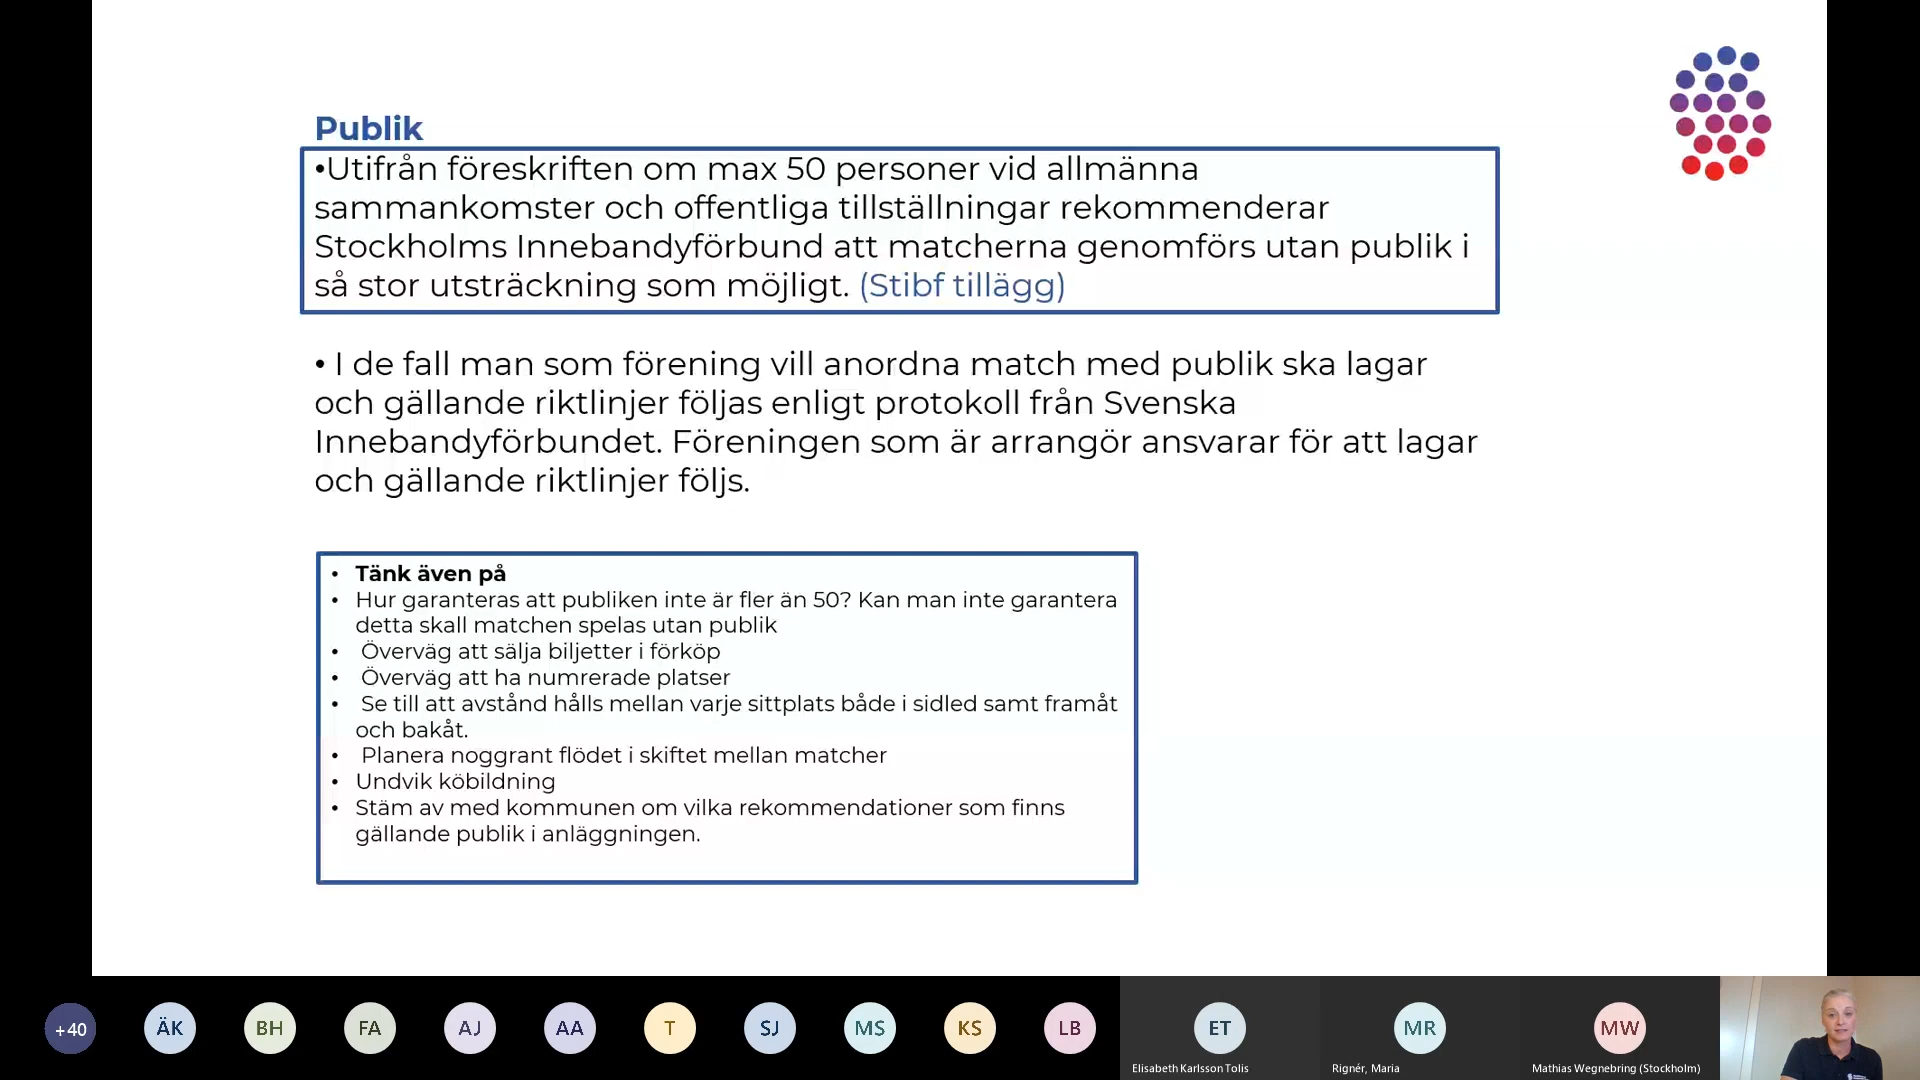 Publik
•Utifrån föreskriften om max 50 personer vid allmänna
sammankomster och offentliga tillställningar rekommenderar
Stockholms Innebandyförbund att matcherna genomförs utan publik i
så stor utsträckning som möjligt. (Stibf tillägg)
• I de fall man som förening vill anordna match med publik ska lagar
och gällande riktlinjer följas enligt protokoll från Svenska
Innebandyförbundet. Föreningen som är arrangör ansvarar för att lagar
och gällande riktlinjer följs.
• Tänk även på
• Hur garanteras att publiken inte är fler än 50? Kan man inte garantera
detta skall matchen spelas utan publik
• Överväg att sälja biljetter i förköp
• Överväg att ha numrerade platser
• Se till att avstånd hålls mellan varje sittplats både i sidled samt framåt
och bakåt.
• Planera noggrant flödet i skiftet mellan matcher
• Undvik köbildning
• Stäm av med kommunen om vilka rekommendationer som finns
gällande publik i anläggningen.
+40 ÄK BH FA AJ AA T SJ MS KS LB ET MR MW
Elisabeth Karlsson Tolis Rignér, Maria Mathias Wegnebring (Stockholm)